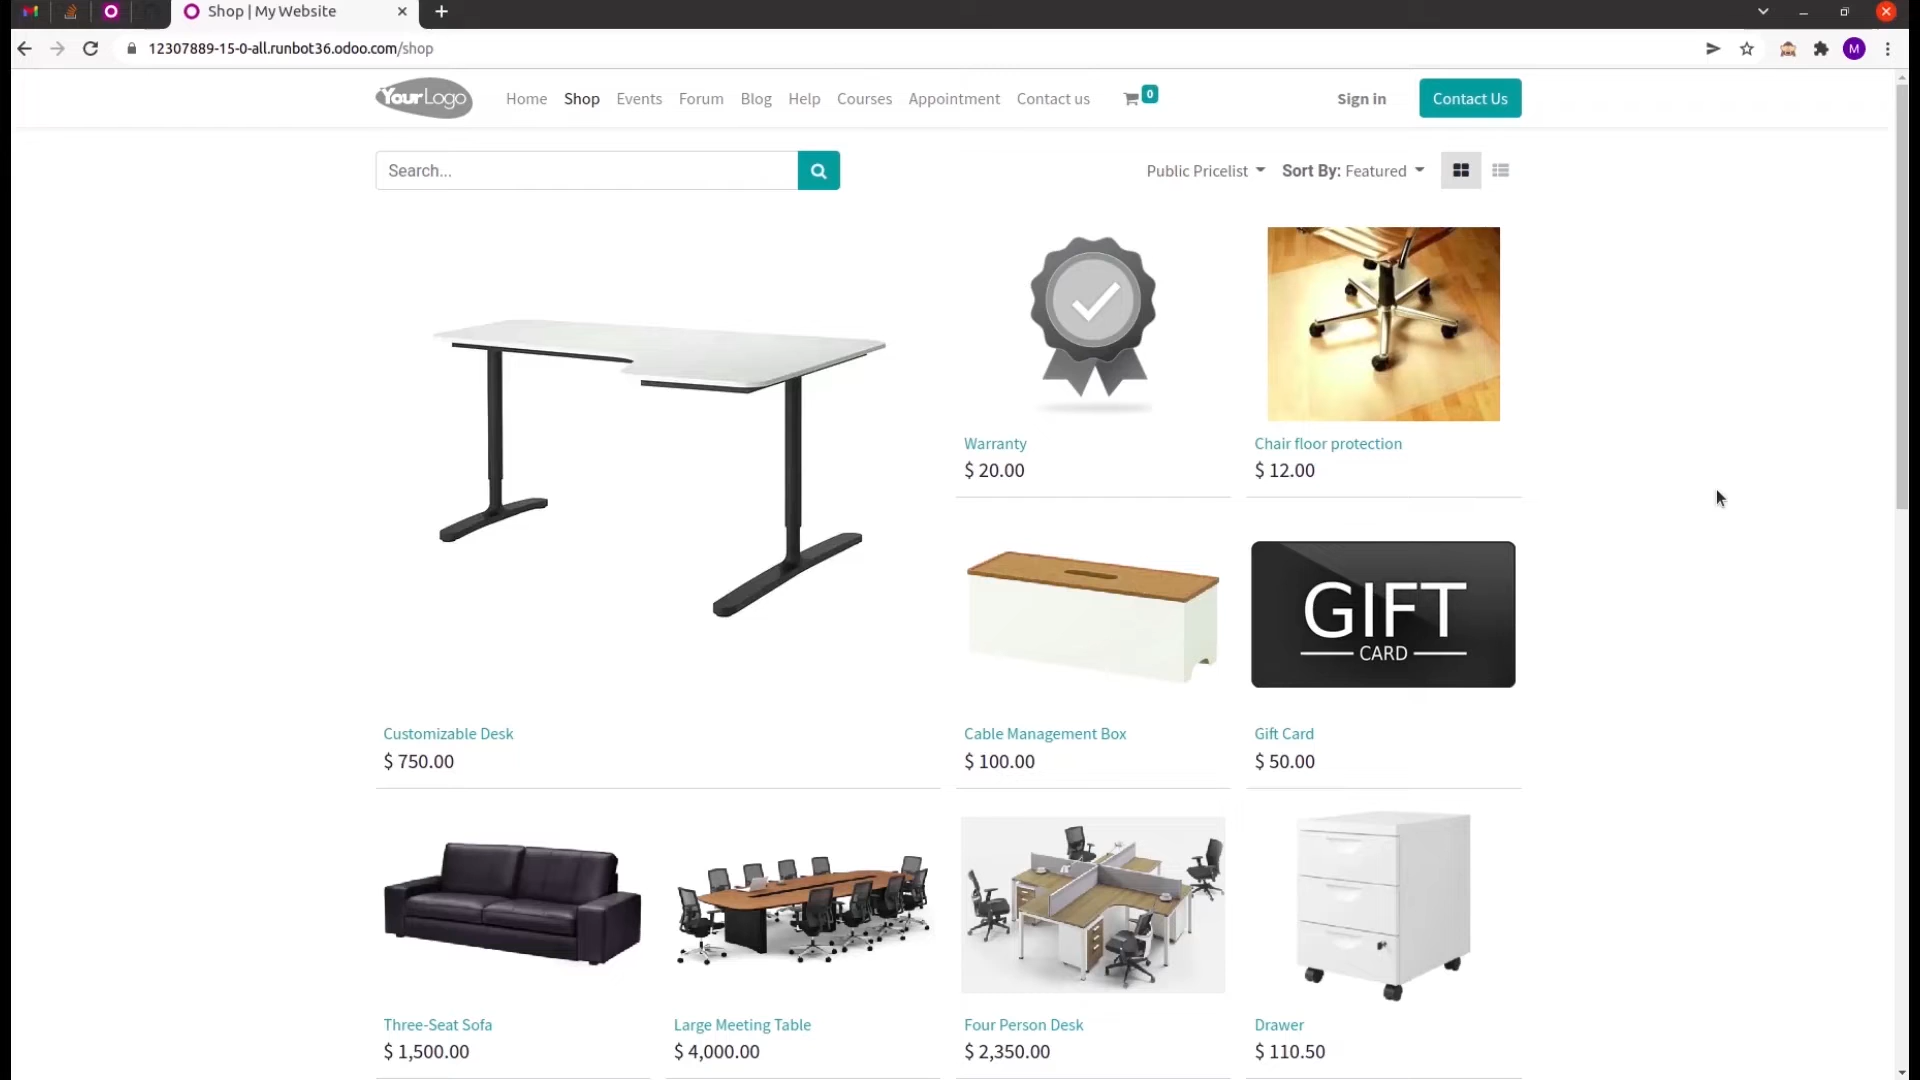 Shop | My Website
12307889-15-0-all.runbot36.odoo.com/shop
M
YourLogo
Home Shop Events Forum Blog Help Courses Appointment Contact us 0 Sign in Contact Us
Search...
Public Pricelist Sort By: Featured
Warranty
$ 20.00
Chair floor protection
$ 12.00
GIFT
CARD
Customizable Desk
$ 750.00
Cable Management Box
$ 100.00
Gift Card
$ 50.00
Three-Seat Sofa
$ 1,500.00
Large Meeting Table
$ 4,000.00
Four Person Desk
$ 2,350.00
Drawer
$ 110.50